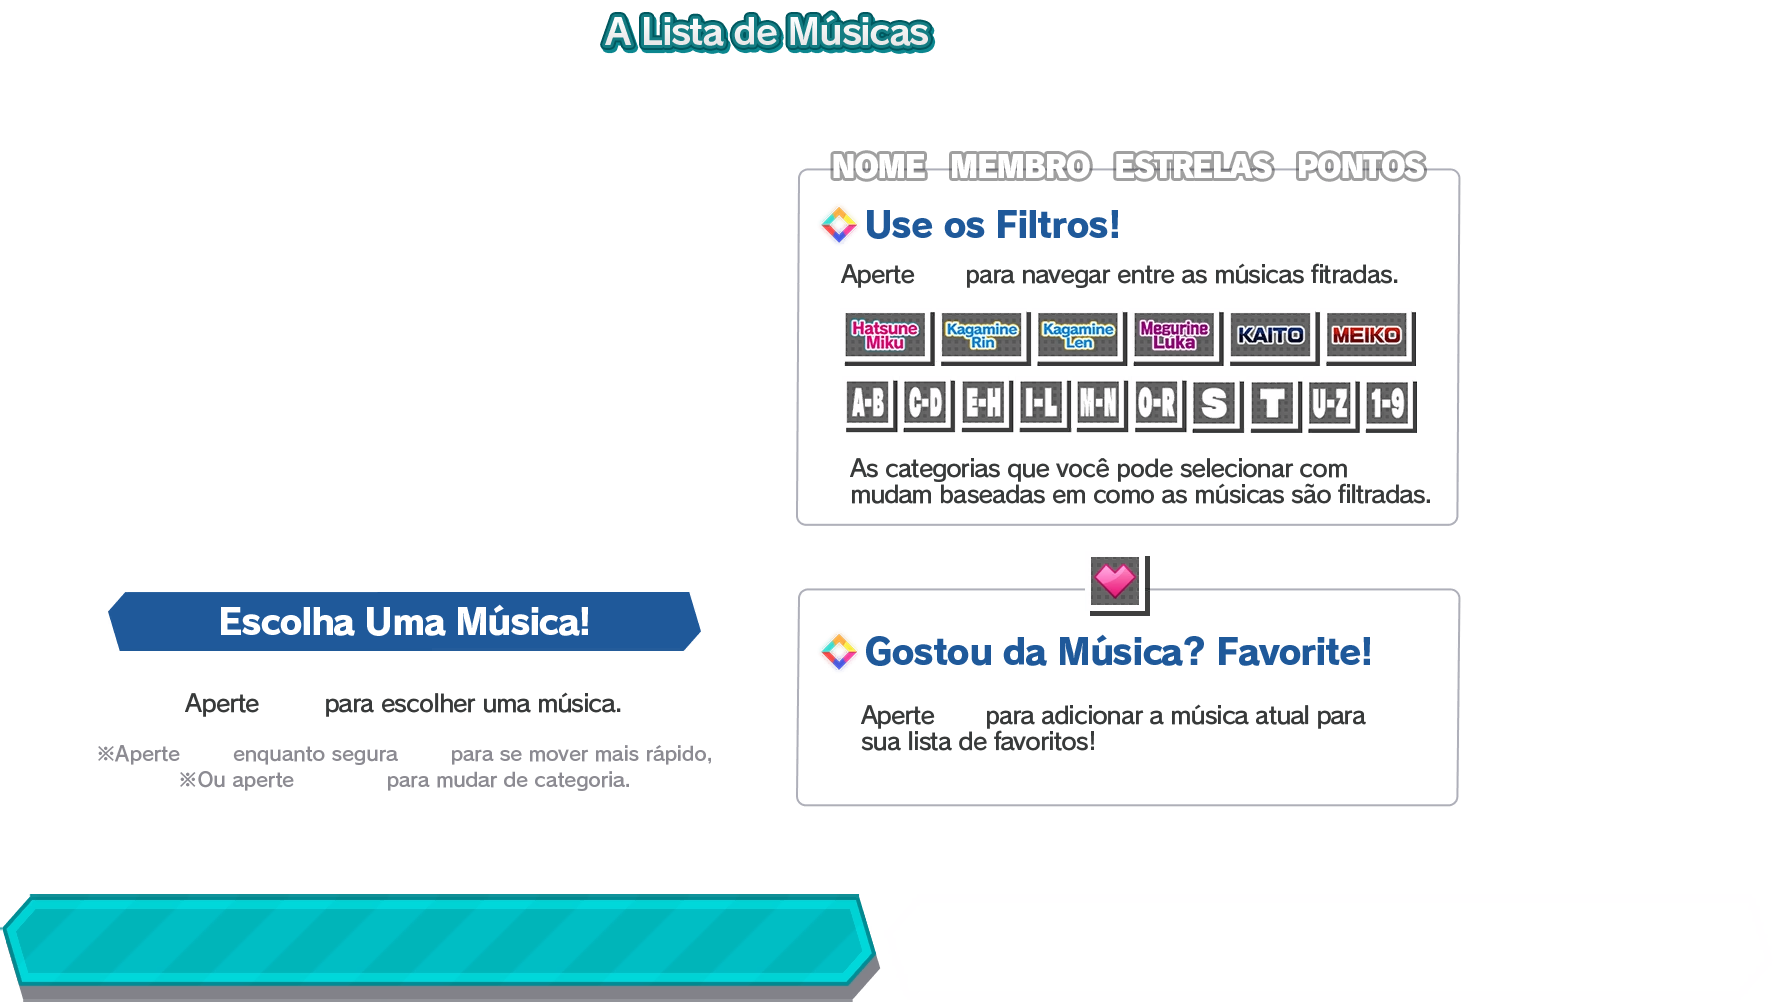 A Lista de Músicas
NOME MEMBRO ESTRELAS PONTOS
Use os Filtros!
Aperte para navegar entre as músicas fitradas.
Hatsune Miku
Kagamine Rin
Kagamine Len
Megurine Luka
KAITO
MEIKO
A-B C-D E-H I-L M-N O-R S T U-Z 1-9
As categorias que você pode selecionar com
mudam baseadas em como as músicas são filtradas.
Escolha Uma Música!
Aperte para escolher uma música.
※Aperte enquanto segura para se mover mais rápido,
※Ou aperte para mudar de categoria.
Gostou da Música? Favorite!
Aperte para adicionar a música atual para
sua lista de favoritos!